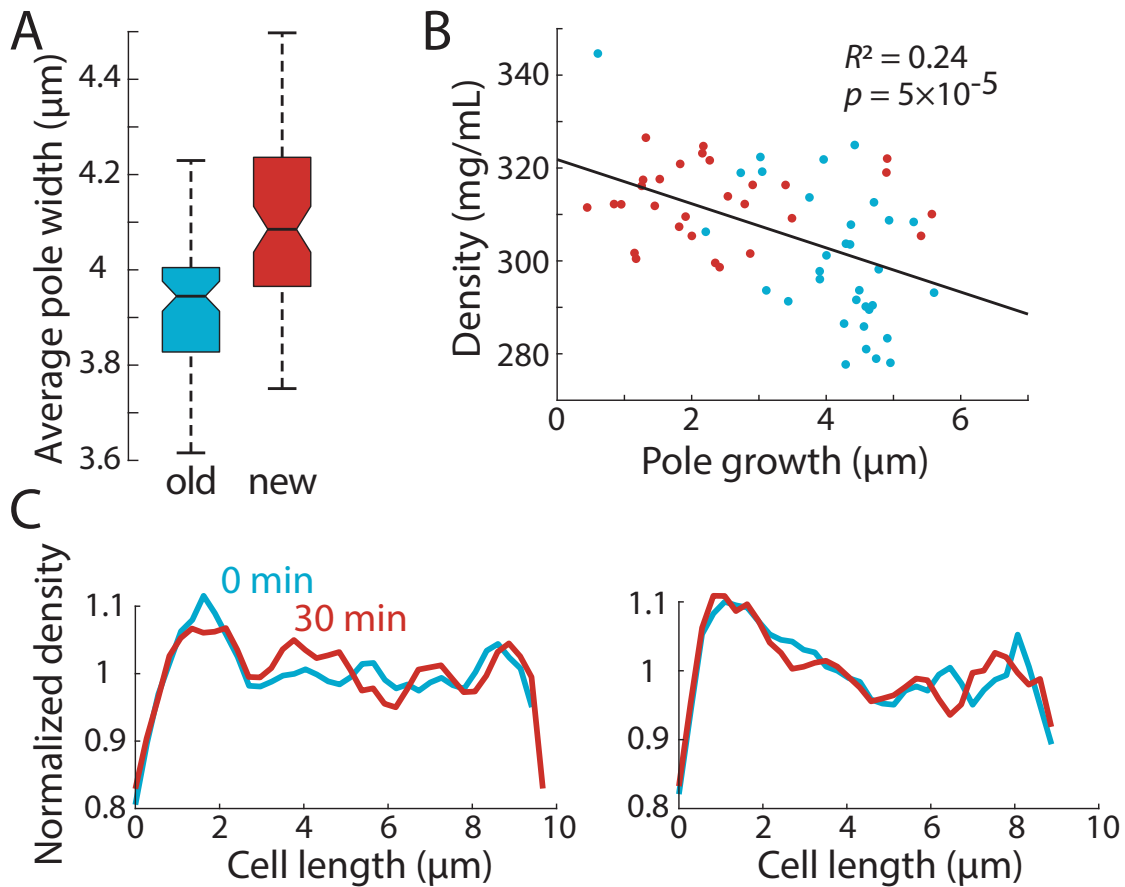 A
Average pole width (µm)
4.4
4.2
4
3.8
3.6
old new
B
R² = 0.24
p = 5×10-5
Density (mg/mL)
340
320
300
280
0 2 4 6
Pole growth (µm)
C
Normalized density
0 min
30 min
1.1
1
0.9
0.8
0 2 4 6 8 10
Cell length (µm)
1.1
1
0.9
0.8
0 2 4 6 8 10
Cell length (µm)